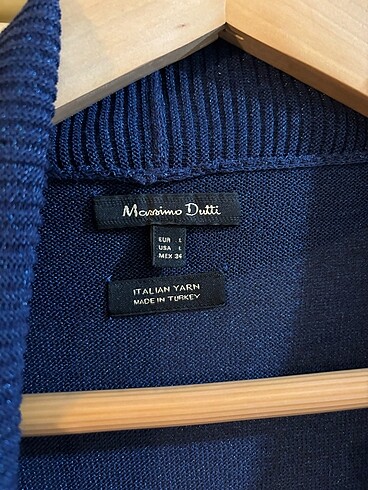 Massimo Dutti
EUR L
USA L
MEX 34
ITALIAN YARN
MADE IN TURKEY